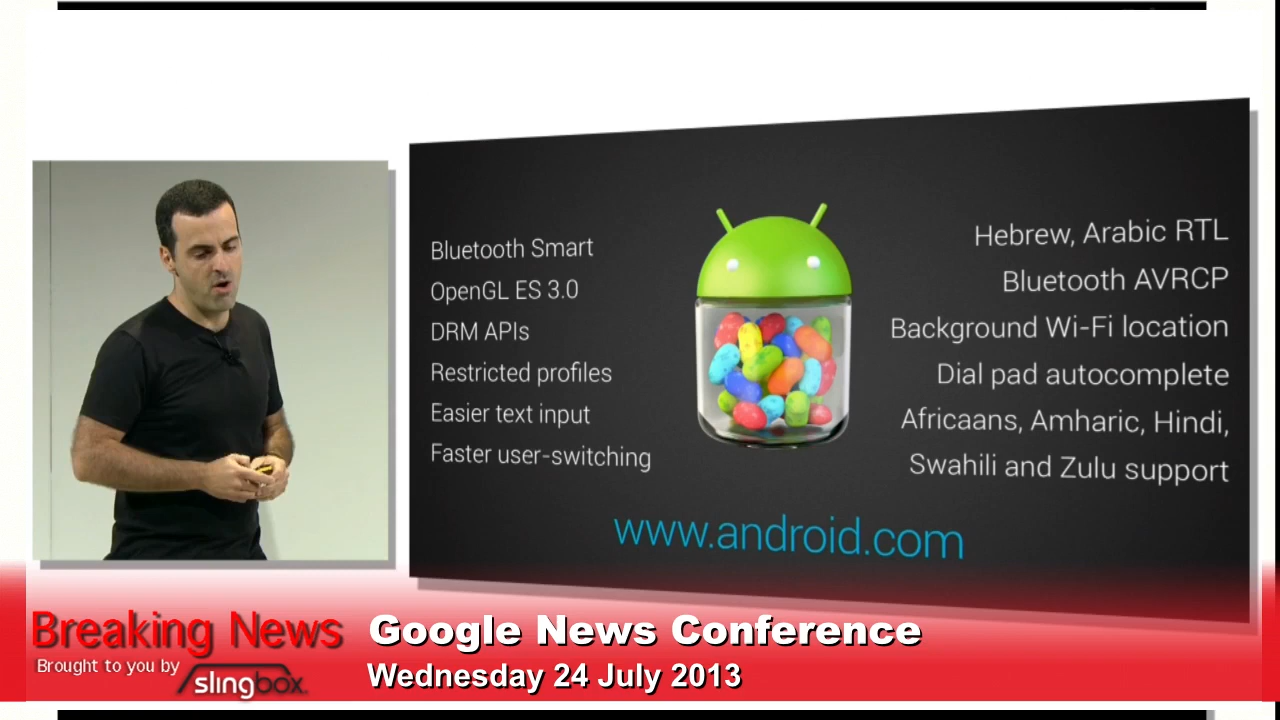 Bluetooth Smart
OpenGL ES 3.0
DRM APIs
Restricted profiles
Easier text input
Faster user-switching
Hebrew, Arabic RTL
Bluetooth AVRCP
Background Wi-Fi location
Dial pad autocomplete
Africaans, Amharic, Hindi,
Swahili and Zulu support
www.android.com
Breaking News
Brought to you by
slingbox
Google News Conference
Wednesday 24 July 2013